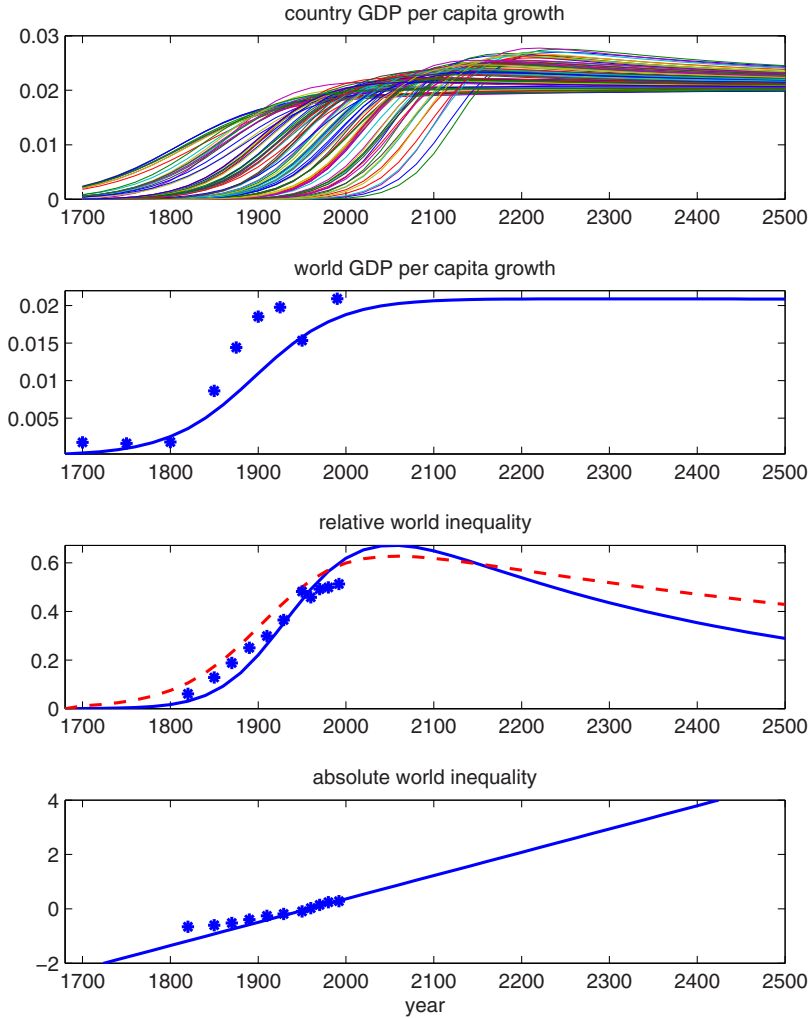 country GDP per capita growth
0.03
0.02
0.01
0
1700 1800 1900 2000 2100 2200 2300 2400 2500
world GDP per capita growth
0.02
0.015
0.01
0.005
1700 1800 1900 2000 2100 2200 2300 2400 2500
relative world inequality
0.6
0.4
0.2
0
1700 1800 1900 2000 2100 2200 2300 2400 2500
absolute world inequality
4
2
0
−2
1700 1800 1900 2000 2100 2200 2300 2400 2500
year